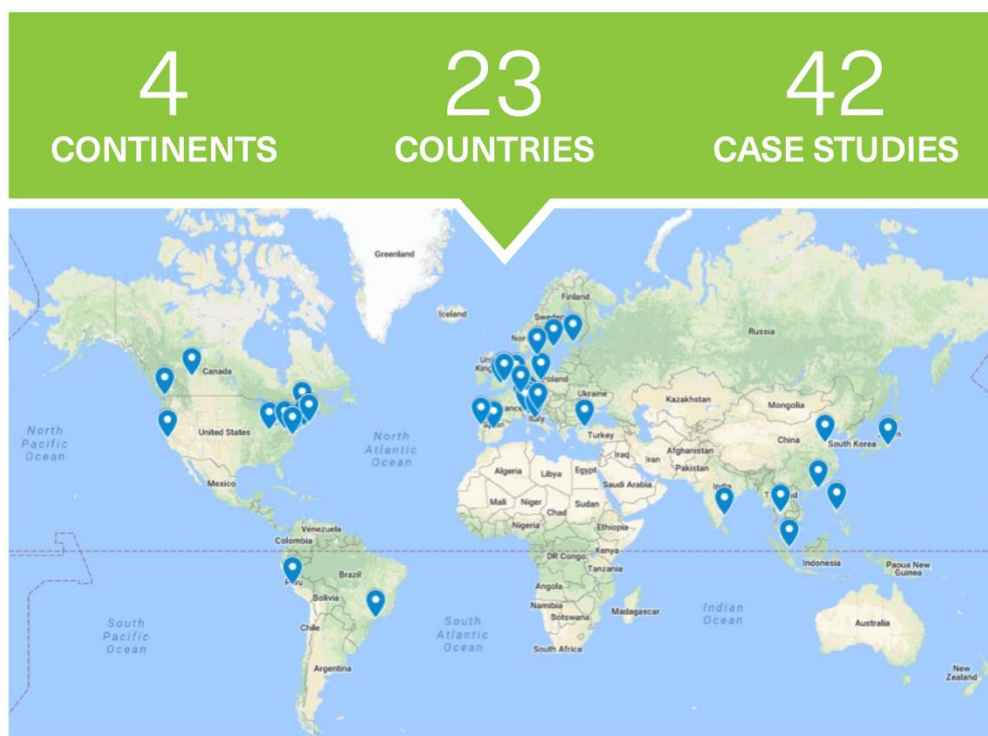 4
CONTINENTS
23
COUNTRIES
42
CASE STUDIES
Greenland
Iceland
Finland
Russia
Canada
Ukraine
Kazakhstan
Mongolia
North
Pacific
Ocean
United States
North
Atlantic
Ocean
Italy
Turkey
China
South Korea
Afghanistan
Iraq
Iran
Pakistan
Algeria
Libya
Egypt
Saudi Arabia
Mexico
Mali
Niger
Chad
Sudan
Nigeria
Ethiopia
Venezuela
Colombia
DR Congo
Kenya
Tanzania
Indonesia
Papua New
Guinea
Brazil
Bolivia
Angola
Namibia
Botswana
Madagascar
Indian
Ocean
South
Pacific
Ocean
Chile
South
Atlantic
Ocean
Australia
South Africa
Argentina
New
Zealand